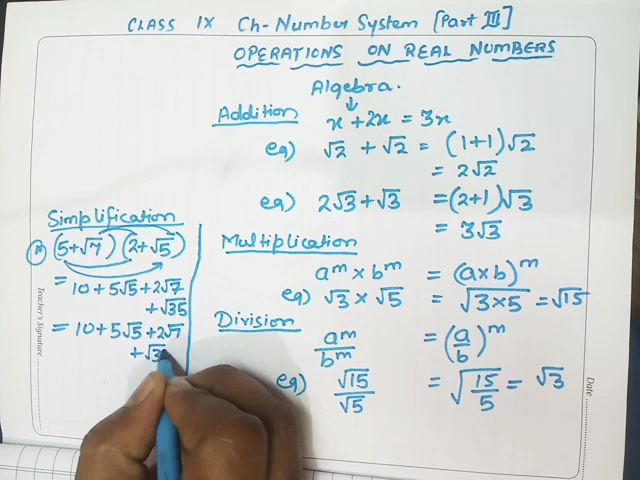 CLASS IX Ch-Number System [Part III]
OPERATIONS ON REAL NUMBERS
Algebra.
↓
Addition x + 2x = 3x
eg) √2 + √2 = (1+1)√2
= 2√2
eg) 2√3 + √3 = (2+1)√3
= 3√3
Multiplication
a^m × b^m = (a×b)^m
eg) √3 × √5 = √(3×5) = √15
Division
a^m/b^m = (a/b)^m
eg) √15/√5 = √(15/5) = √3
Simplification
(5+√7)(2+√5)
= 10+5√5+2√7
+√35
= 10+5√5+2√7
+√3
Teacher's Signature
Date